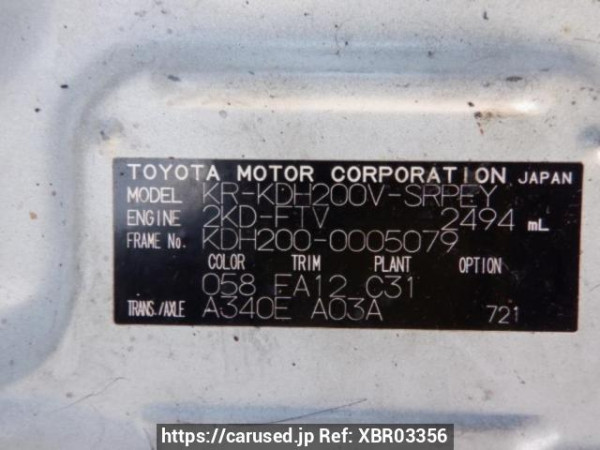 TOYOTA MOTOR CORPORATION JAPAN
MODEL KR-KDH200V-SRPEY
ENGINE 2KD-FTV 2494 mL
FRAME No. KDH200-0005079
COLOR TRIM PLANT OPTION
058 FA12 C31
TRANS./AXLE A340E A03A 721
https://carused.jp Ref: XBR03356